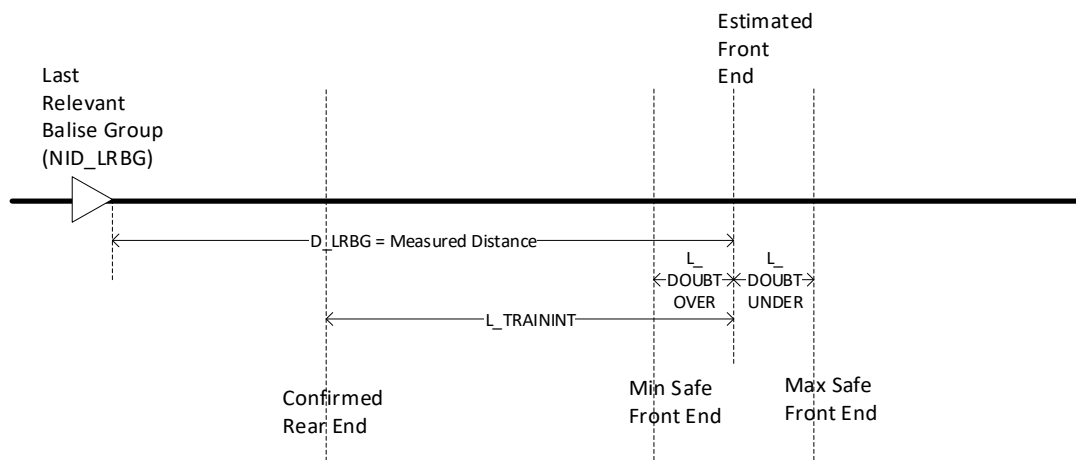 Estimated
Front
End
Last
Relevant
Balise Group
(NID_LRBG)
D_LRBG = Measured Distance
L_
DOUBT
OVER
L_
DOUBT
UNDER
L_TRAININT
Confirmed
Rear End
Min Safe
Front End
Max Safe
Front End